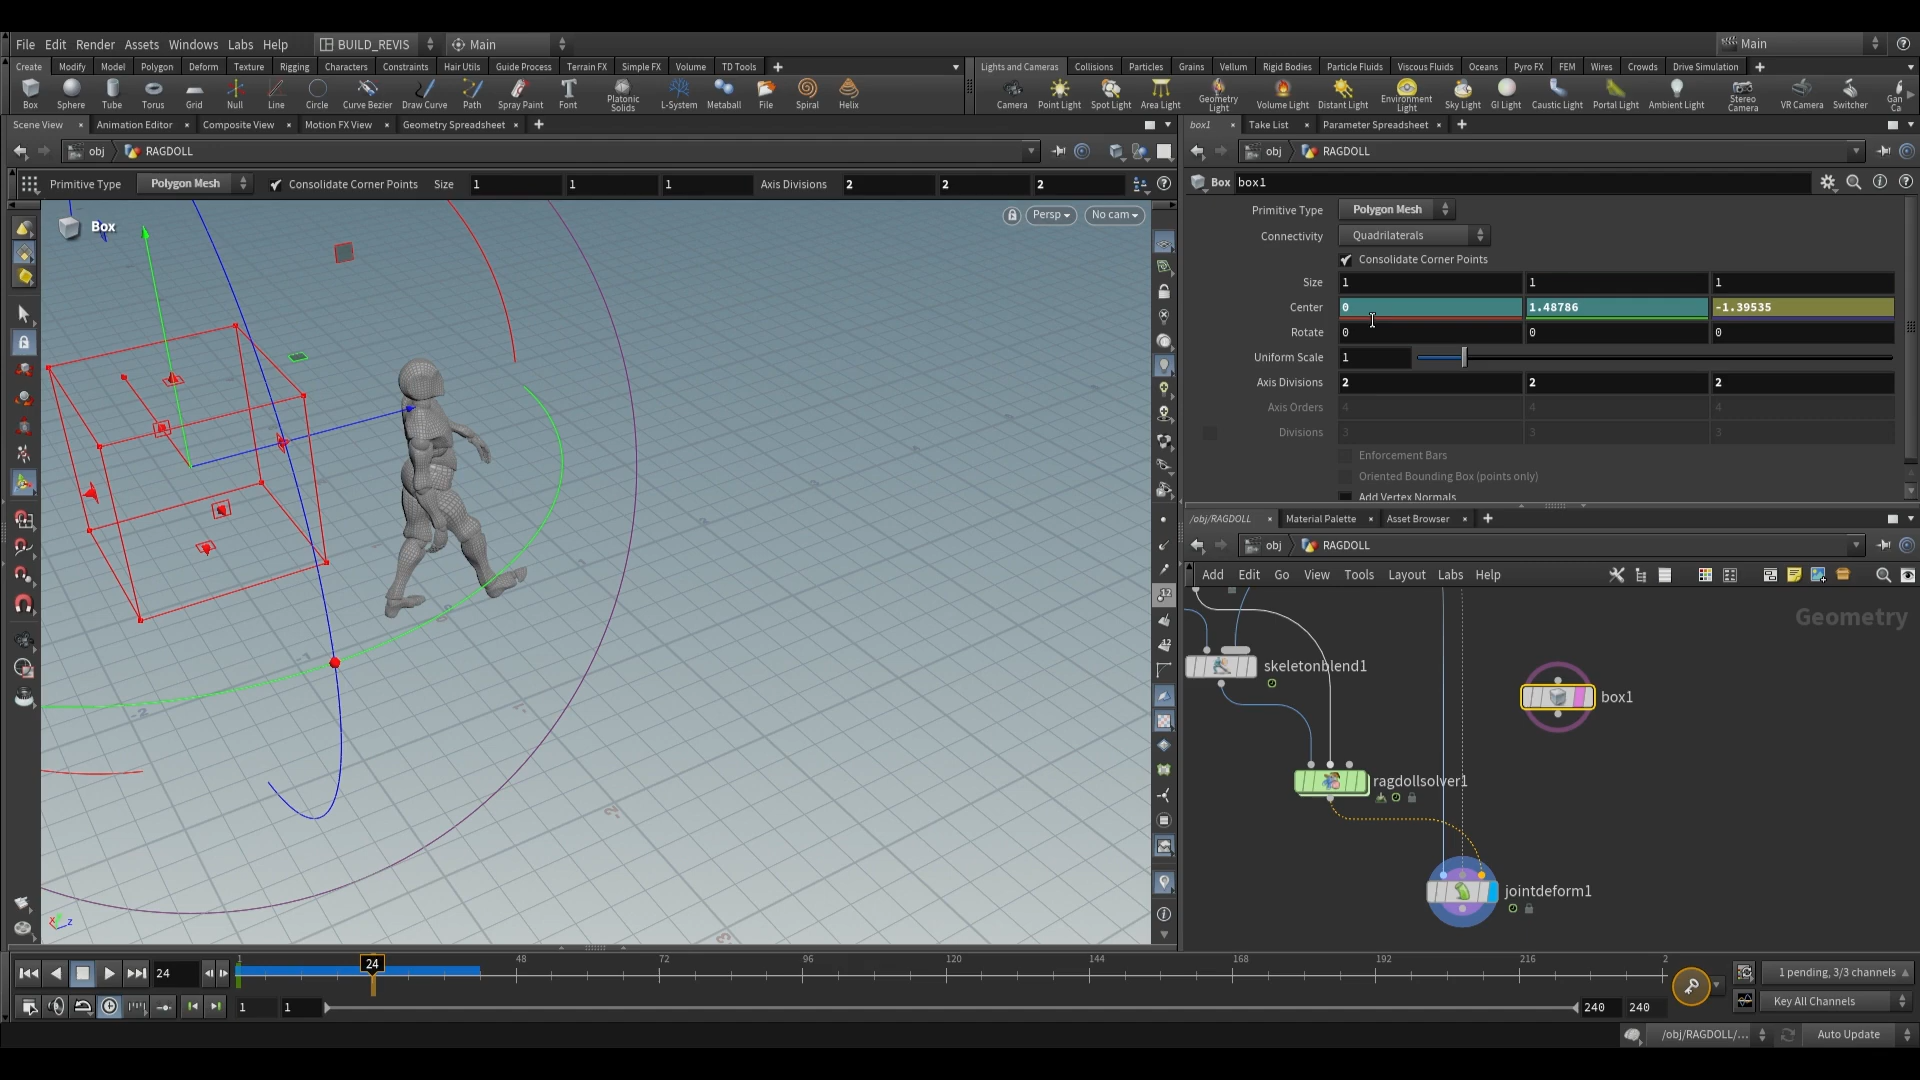 File Edit Render Assets Windows Labs Help BUILD_REVIS Main Main
Create Modify Model Polygon Deform Texture Rigging Characters Constraints Hair Utils Guide Process Terrain FX Simple FX Volume TD Tools
Lights and Cameras Collisions Particles Grains Vellum Rigid Bodies Particle Fluids Viscous Fluids Oceans Pyro FX FEM Wires Crowds Drive Simulation
Box Sphere Tube Torus Grid Null Line Circle Curve Bezier Draw Curve Path Spray Paint Font Platonic Solids L-System Metaball File Spiral Helix
Camera Point Light Spot Light Area Light Geometry Light Volume Light Distant Light Environment Light Sky Light GI Light Caustic Light Portal Light Ambient Light Stereo Camera VR Camera Switcher Gan Ca
Scene View Animation Editor Composite View Motion FX View Geometry Spreadsheet
box1 Take List Parameter Spreadsheet
obj RAGDOLL
obj RAGDOLL
Primitive Type Polygon Mesh Consolidate Corner Points Size 1 1 1 Axis Divisions 2 2 2
Box box1
Box
Persp No cam
Primitive Type Polygon Mesh
Connectivity Quadrilaterals
Consolidate Corner Points
Size 1 1 1
Center 0 1.48786 -1.39535
Rotate 0 0 0
Uniform Scale 1
Axis Divisions 2 2 2
Axis Orders 4 4 4
Divisions 3 3 3
Enforcement Bars
Oriented Bounding Box (points only)
Add Vertex Normals
/obj/RAGDOLL Material Palette Asset Browser
obj RAGDOLL
Add Edit Go View Tools Layout Labs Help
Geometry
skeletonblend1
box1
ragdollsolver1
jointdeform1
x z
24 1 24 48 72 96 120 144 168 192 216 2
1 pending, 3/3 channels
1 1 240 240
Key All Channels
/obj/RAGDOLL/... Auto Update